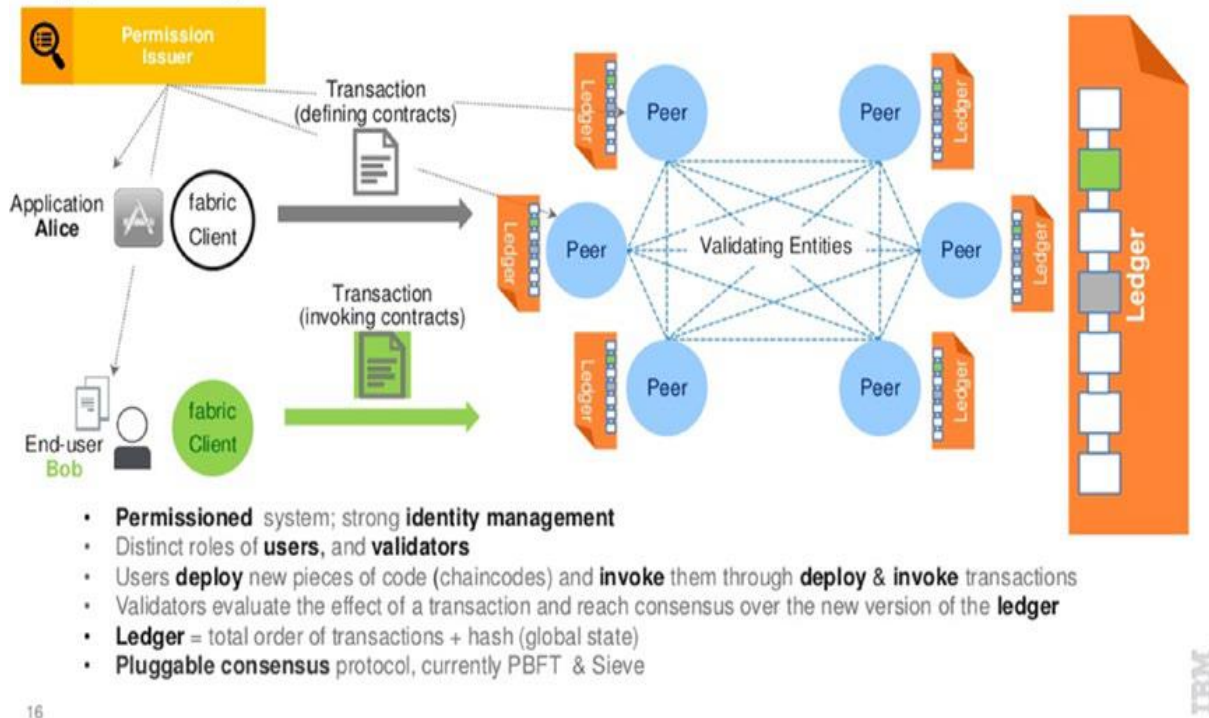 Permission
Issuer
Transaction
(defining contracts)
Application
Alice
fabric
Client
Transaction
(invoking contracts)
End-user
Bob
fabric
Client
Ledger
Peer
Peer
Ledger
Ledger
Peer
Validating Entities
Peer
Ledger
Ledger
Peer
Peer
Ledger
Ledger
• Permissioned system; strong identity management
• Distinct roles of users, and validators
• Users deploy new pieces of code (chaincodes) and invoke them through deploy & invoke transactions
• Validators evaluate the effect of a transaction and reach consensus over the new version of the ledger
• Ledger = total order of transactions + hash (global state)
• Pluggable consensus protocol, currently PBFT & Sieve
16
IBM